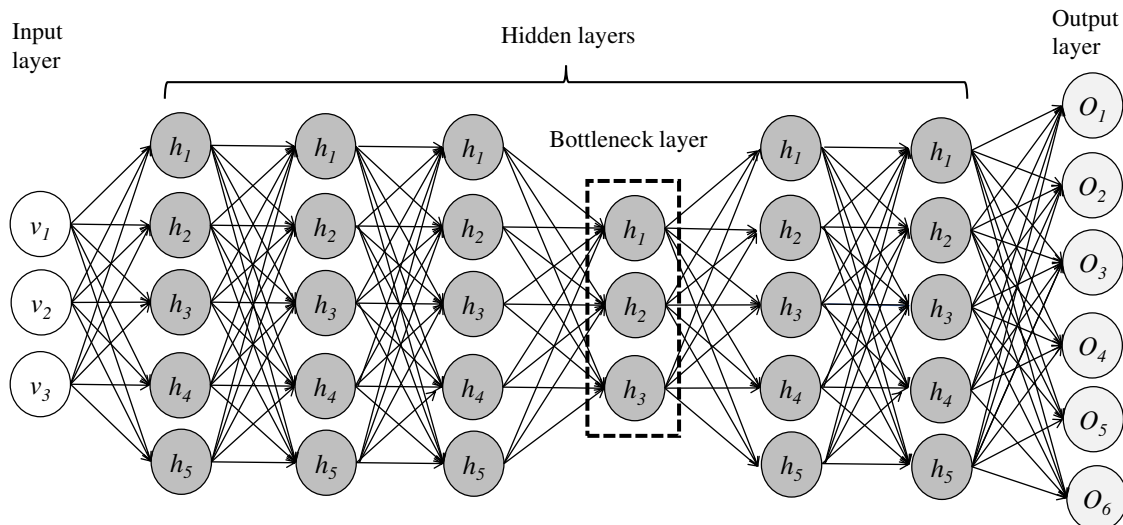 Input
layer
Hidden layers
Output
layer
Bottleneck layer
v1
v2
v3
h1
h2
h3
h4
h5
h1
h2
h3
h4
h5
h1
h2
h3
h4
h5
h1
h2
h3
h1
h2
h3
h4
h5
h1
h2
h3
h4
h5
O1
O2
O3
O4
O5
O6